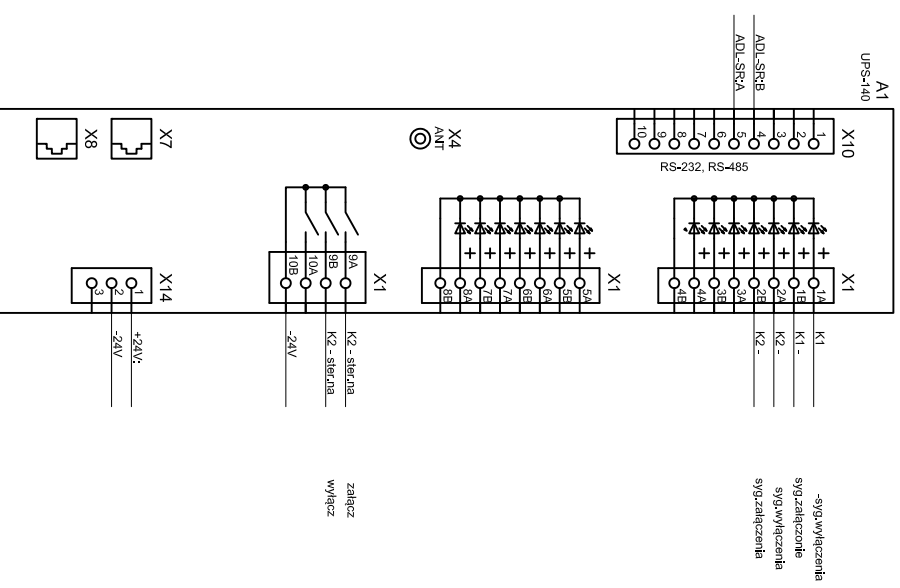 A1
UPS-140
ADL-SR:B
ADL-SR:A
X10
1
2
3
4
5
6
7
8
9
10
RS-232, RS-485
X4
ANT
X7
X8
X1
1A
1B
2A
2B
3A
3B
4A
4B
+
+
+
+
+
+
+
K1
K1 -
K2 -
K2 -
-syg.wyłączenia
syg.załączonie
syg.wyłączenia
syg.załączenia
X1
5A
5B
6A
6B
7A
7B
8A
8B
+
+
+
+
+
+
+
X1
9A
9B
10A
10B
K2 - ster.na
K2 - ster.na
-24V
załącz
wyłącz
X14
1
2
3
+24V:
-24V